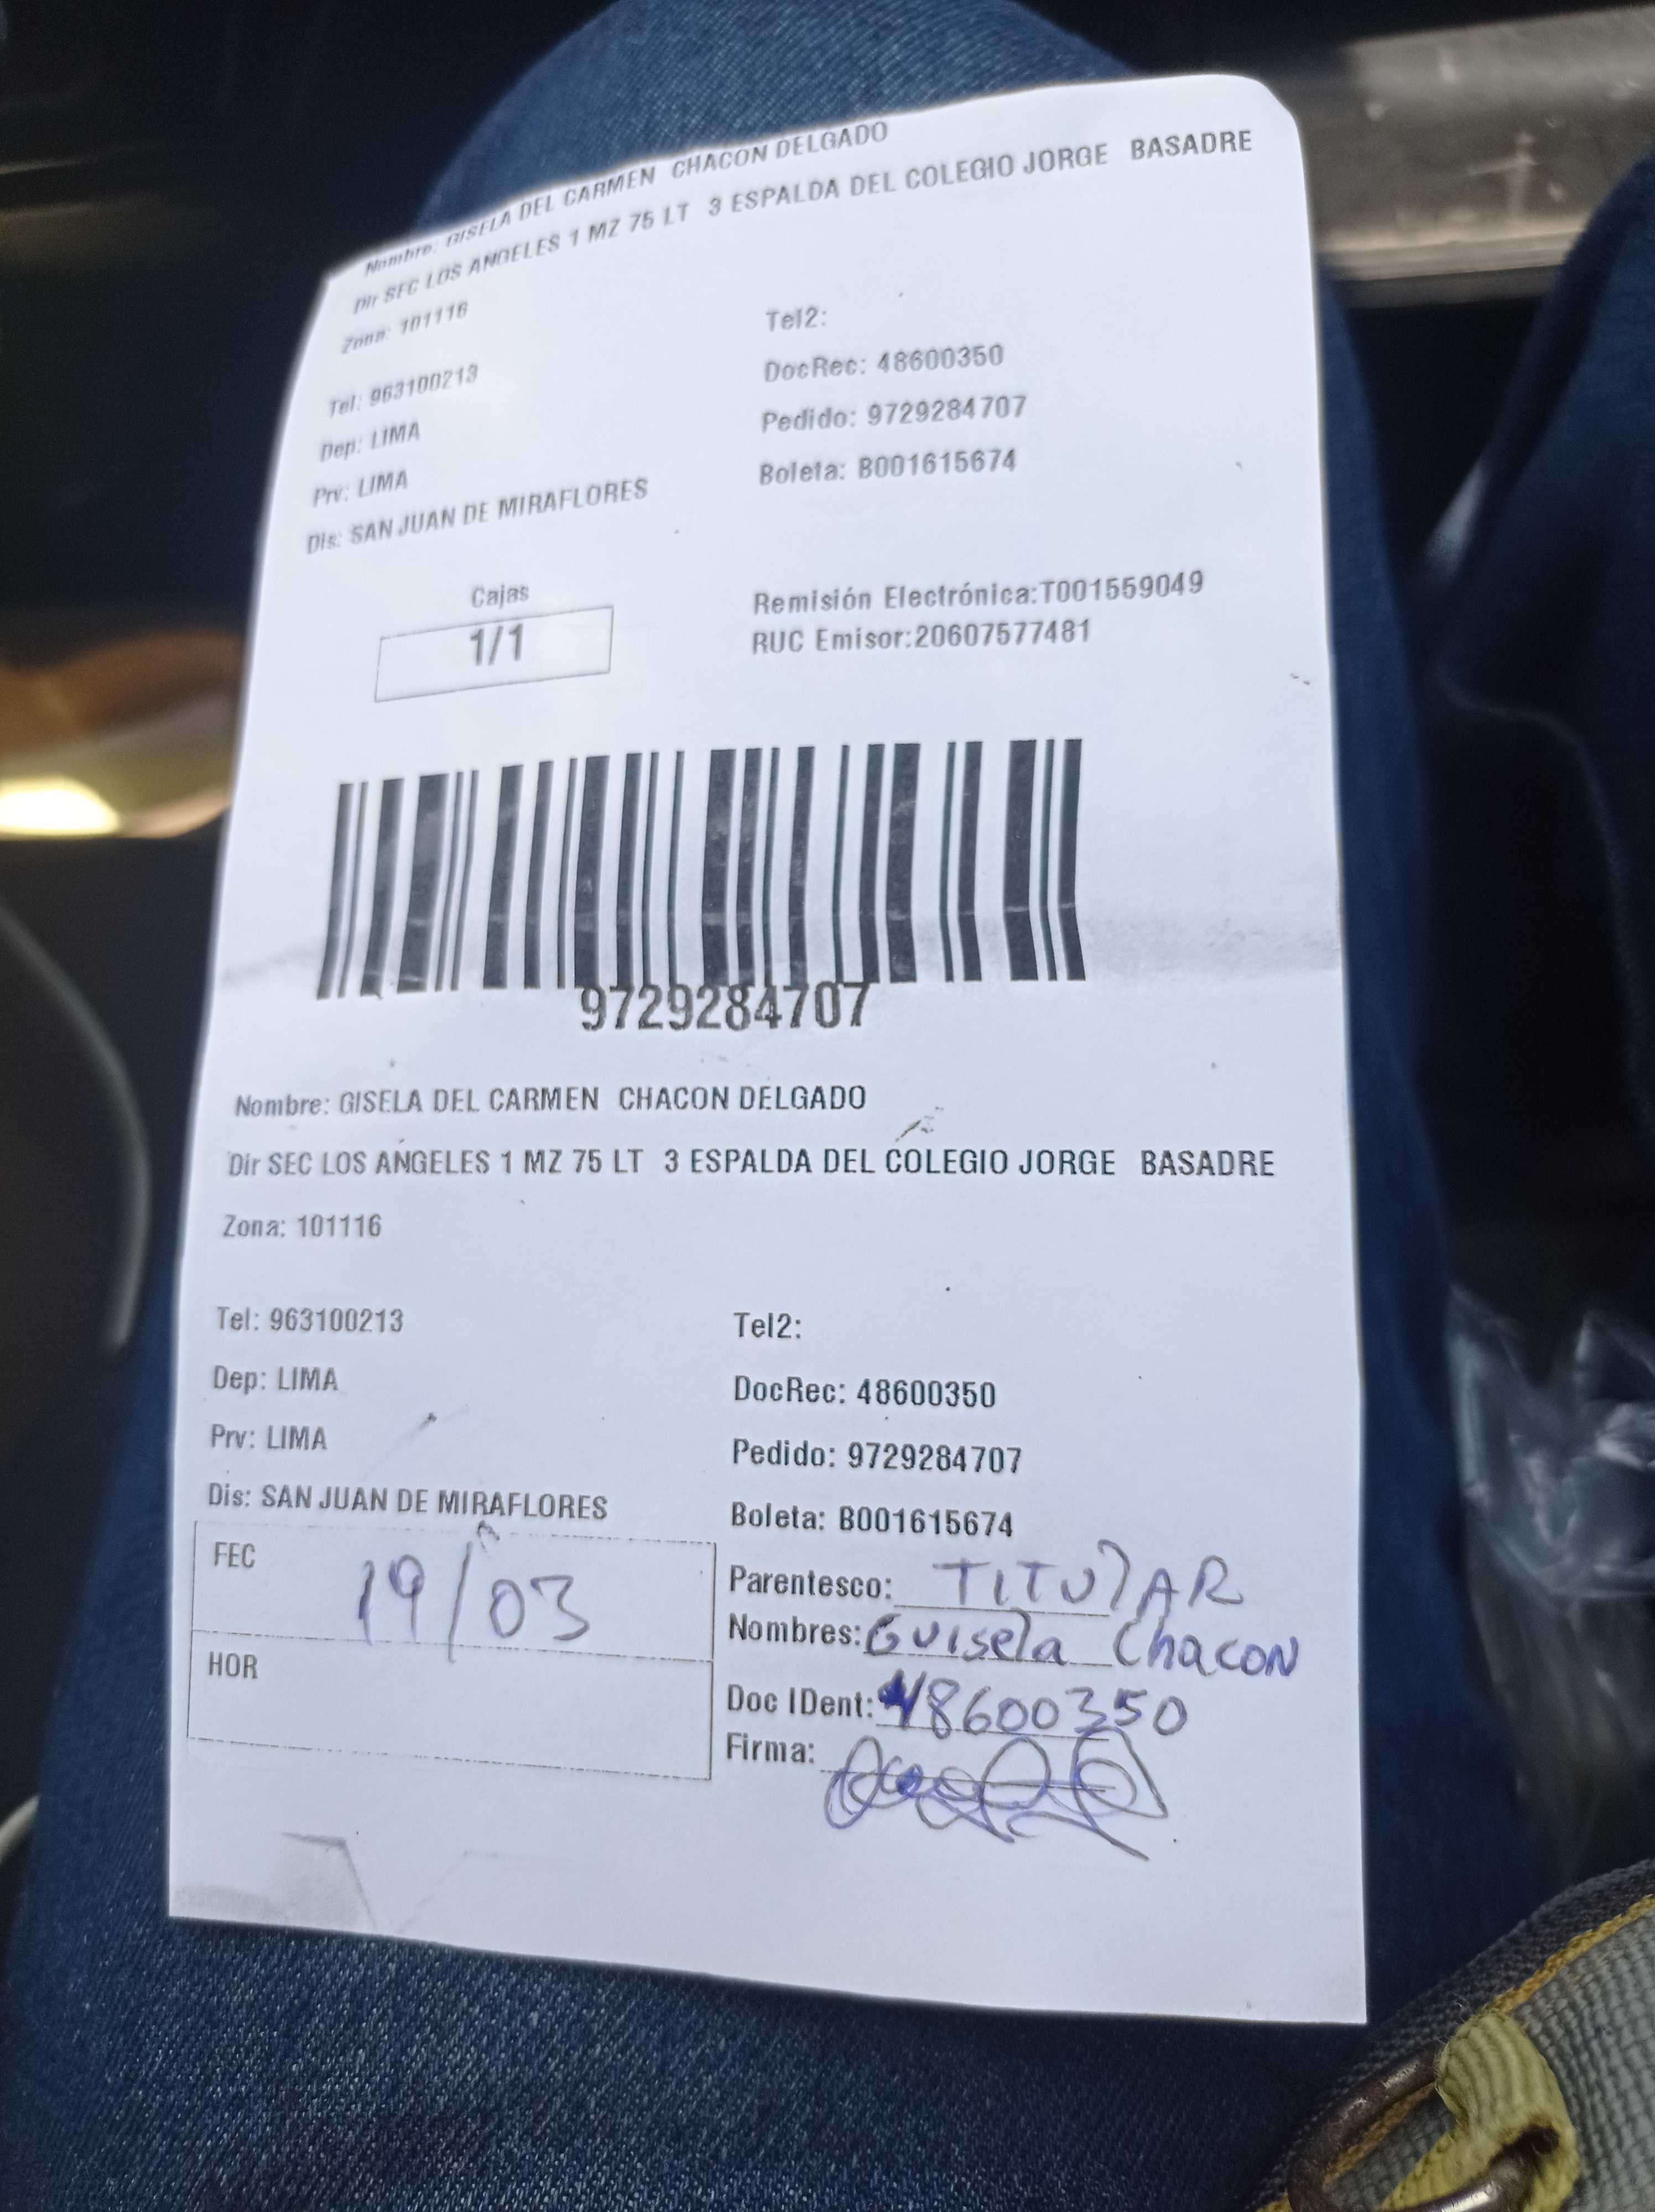 Nombre: GISELA DEL CARMEN CHACON DELGADO
Dir SEC LOS ANGELES 1 MZ 75 LT 3 ESPALDA DEL COLEGIO JORGE BASADRE
Zona: 101116
Tel2:
Tel: 963100213
DocRec: 48600350
Dep: LIMA
Pedido: 9729284707
Prv: LIMA
Boleta: B001615674
Dis: SAN JUAN DE MIRAFLORES
Cajas
1/1
Remisión Electrónica:T001559049
RUC Emisor:20607577481
9729284707
Nombre: GISELA DEL CARMEN CHACON DELGADO
Dir SEC LOS ANGELES 1 MZ 75 LT 3 ESPALDA DEL COLEGIO JORGE BASADRE
Zona: 101116
Tel: 963100213
Tel2:
Dep: LIMA
DocRec: 48600350
Prv: LIMA
Pedido: 9729284707
Dis: SAN JUAN DE MIRAFLORES
Boleta: B001615674
FEC 19/03
HOR
Parentesco: TITULAR
Nombres: Guisela Chacon
Doc IDent: 48600350
Firma: